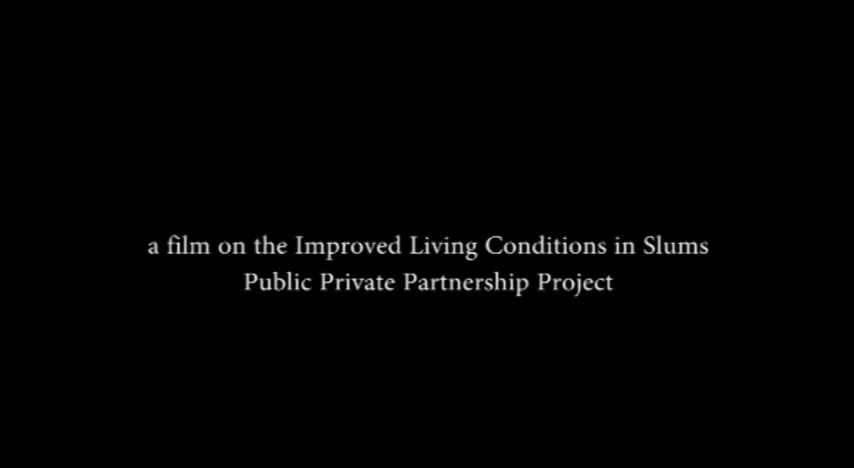 a film on the Improved Living Conditions in Slums
Public Private Partnership Project